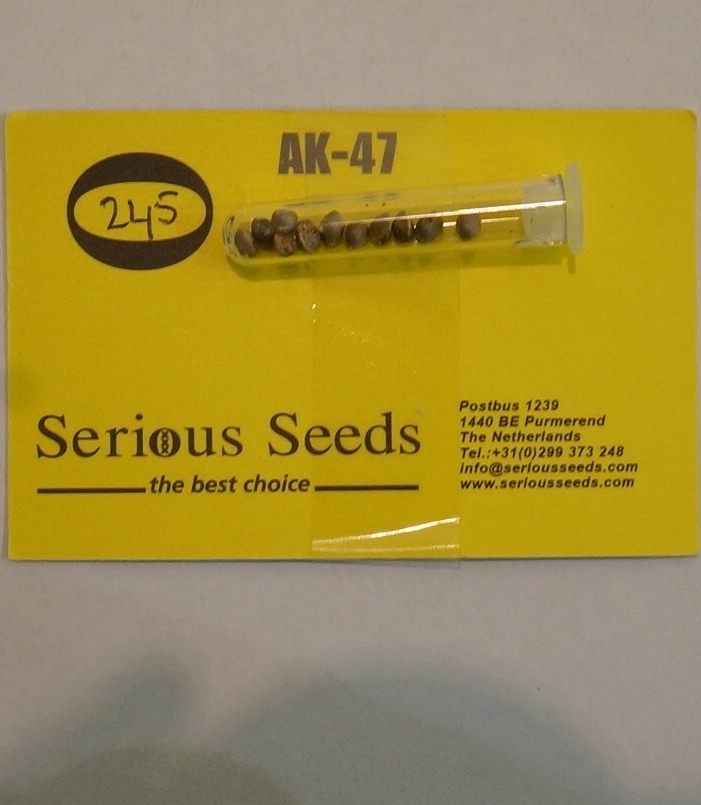 AK-47
245
Serious Seeds
the best choice
Postbus 1239
1440 BE Purmerend
The Netherlands
Tel.:+31(0)299 373 248
info@seriousseeds.com
www.seriousseeds.com